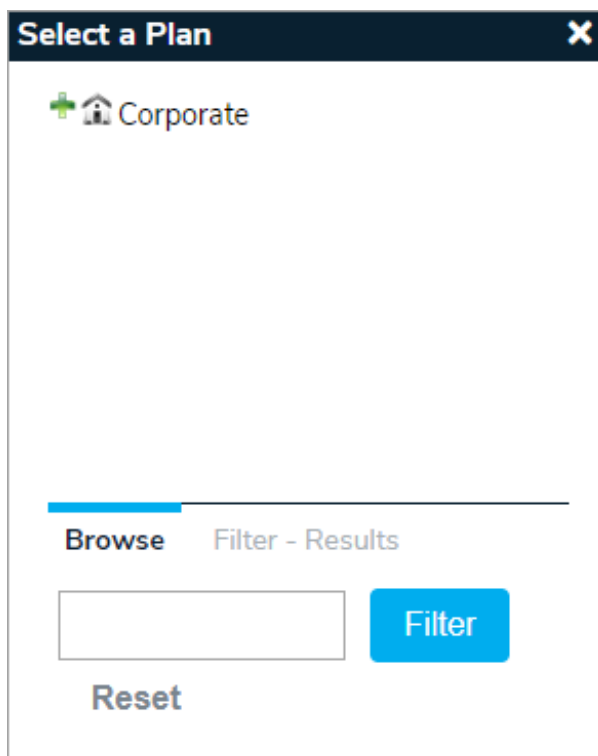 Select a Plan
Corporate
Browse Filter - Results
Filter
Reset